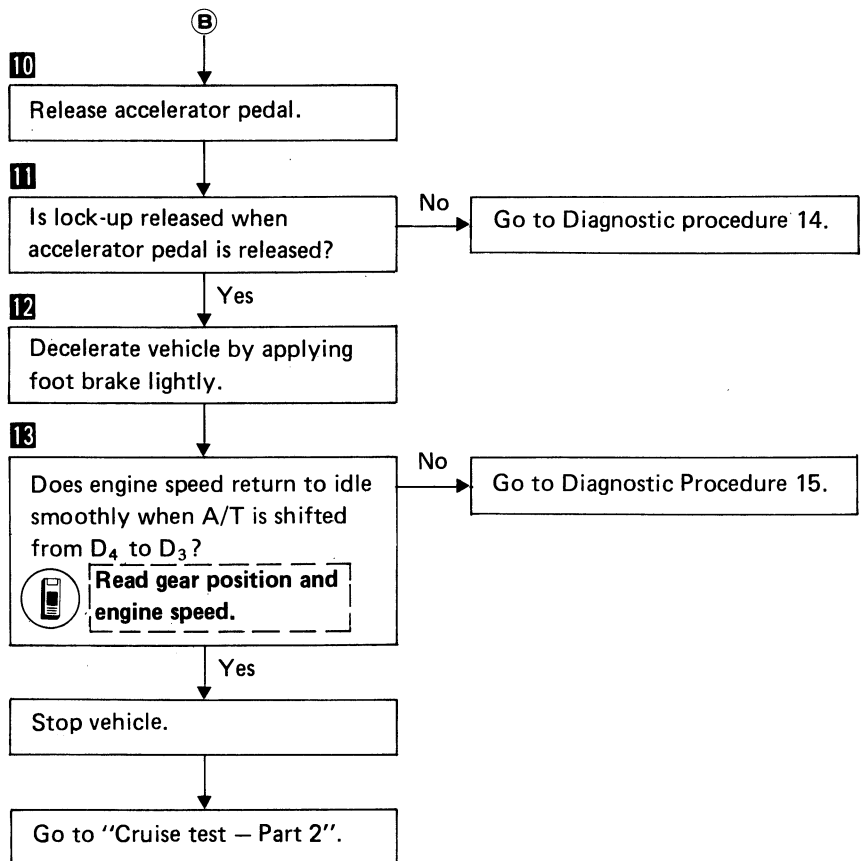 B
10
Release accelerator pedal.
11
Is lock-up released when
accelerator pedal is released?
No
Go to Diagnostic procedure 14.
Yes
12
Decelerate vehicle by applying
foot brake lightly.
13
Does engine speed return to idle
smoothly when A/T is shifted
from D₄ to D₃?
Read gear position and
engine speed.
No
Go to Diagnostic Procedure 15.
Yes
Stop vehicle.
Go to “Cruise test — Part 2”.